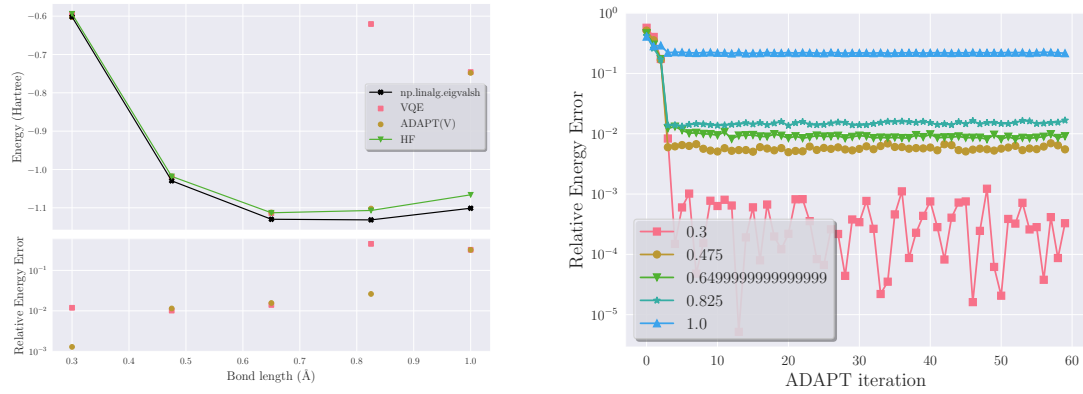 −0.6
−0.7
−0.8
−0.9
−1.0
−1.1
Energy (Hartree)
np.linalg.eigvalsh
VQE
ADAPT(V)
HF
10⁻¹
10⁻²
10⁻³
Relative Energy Error
0.3 0.4 0.5 0.6 0.7 0.8 0.9 1.0
Bond length (Å)
10⁰
10⁻¹
10⁻²
10⁻³
10⁻⁴
10⁻⁵
Relative Energy Error
0.3
0.475
0.6499999999999999
0.825
1.0
0 10 20 30 40 50 60
ADAPT iteration